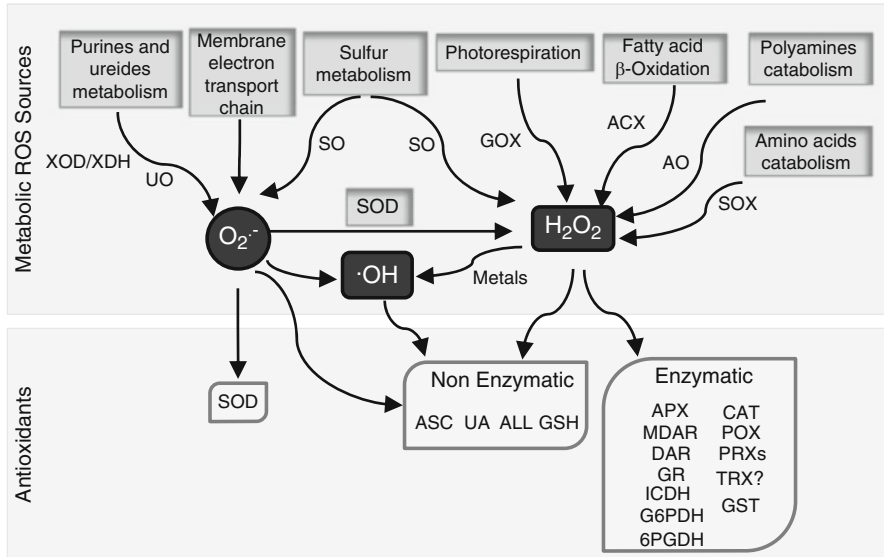 Metabolic ROS Sources
Purines and
ureides
metabolism
Membrane
electron
transport
chain
Sulfur
metabolism
Photorespiration
Fatty acid
β-Oxidation
Polyamines
catabolism
Amino acids
catabolism
XOD/XDH
UO
SO
SO
GOX
ACX
AO
SOX
SOD
O₂·-
H₂O₂
·OH
Metals
Antioxidants
SOD
Non Enzymatic
ASC UA ALL GSH
Enzymatic
APX
MDAR
DAR
GR
ICDH
G6PDH
6PGDH
CAT
POX
PRXs
TRX?
GST